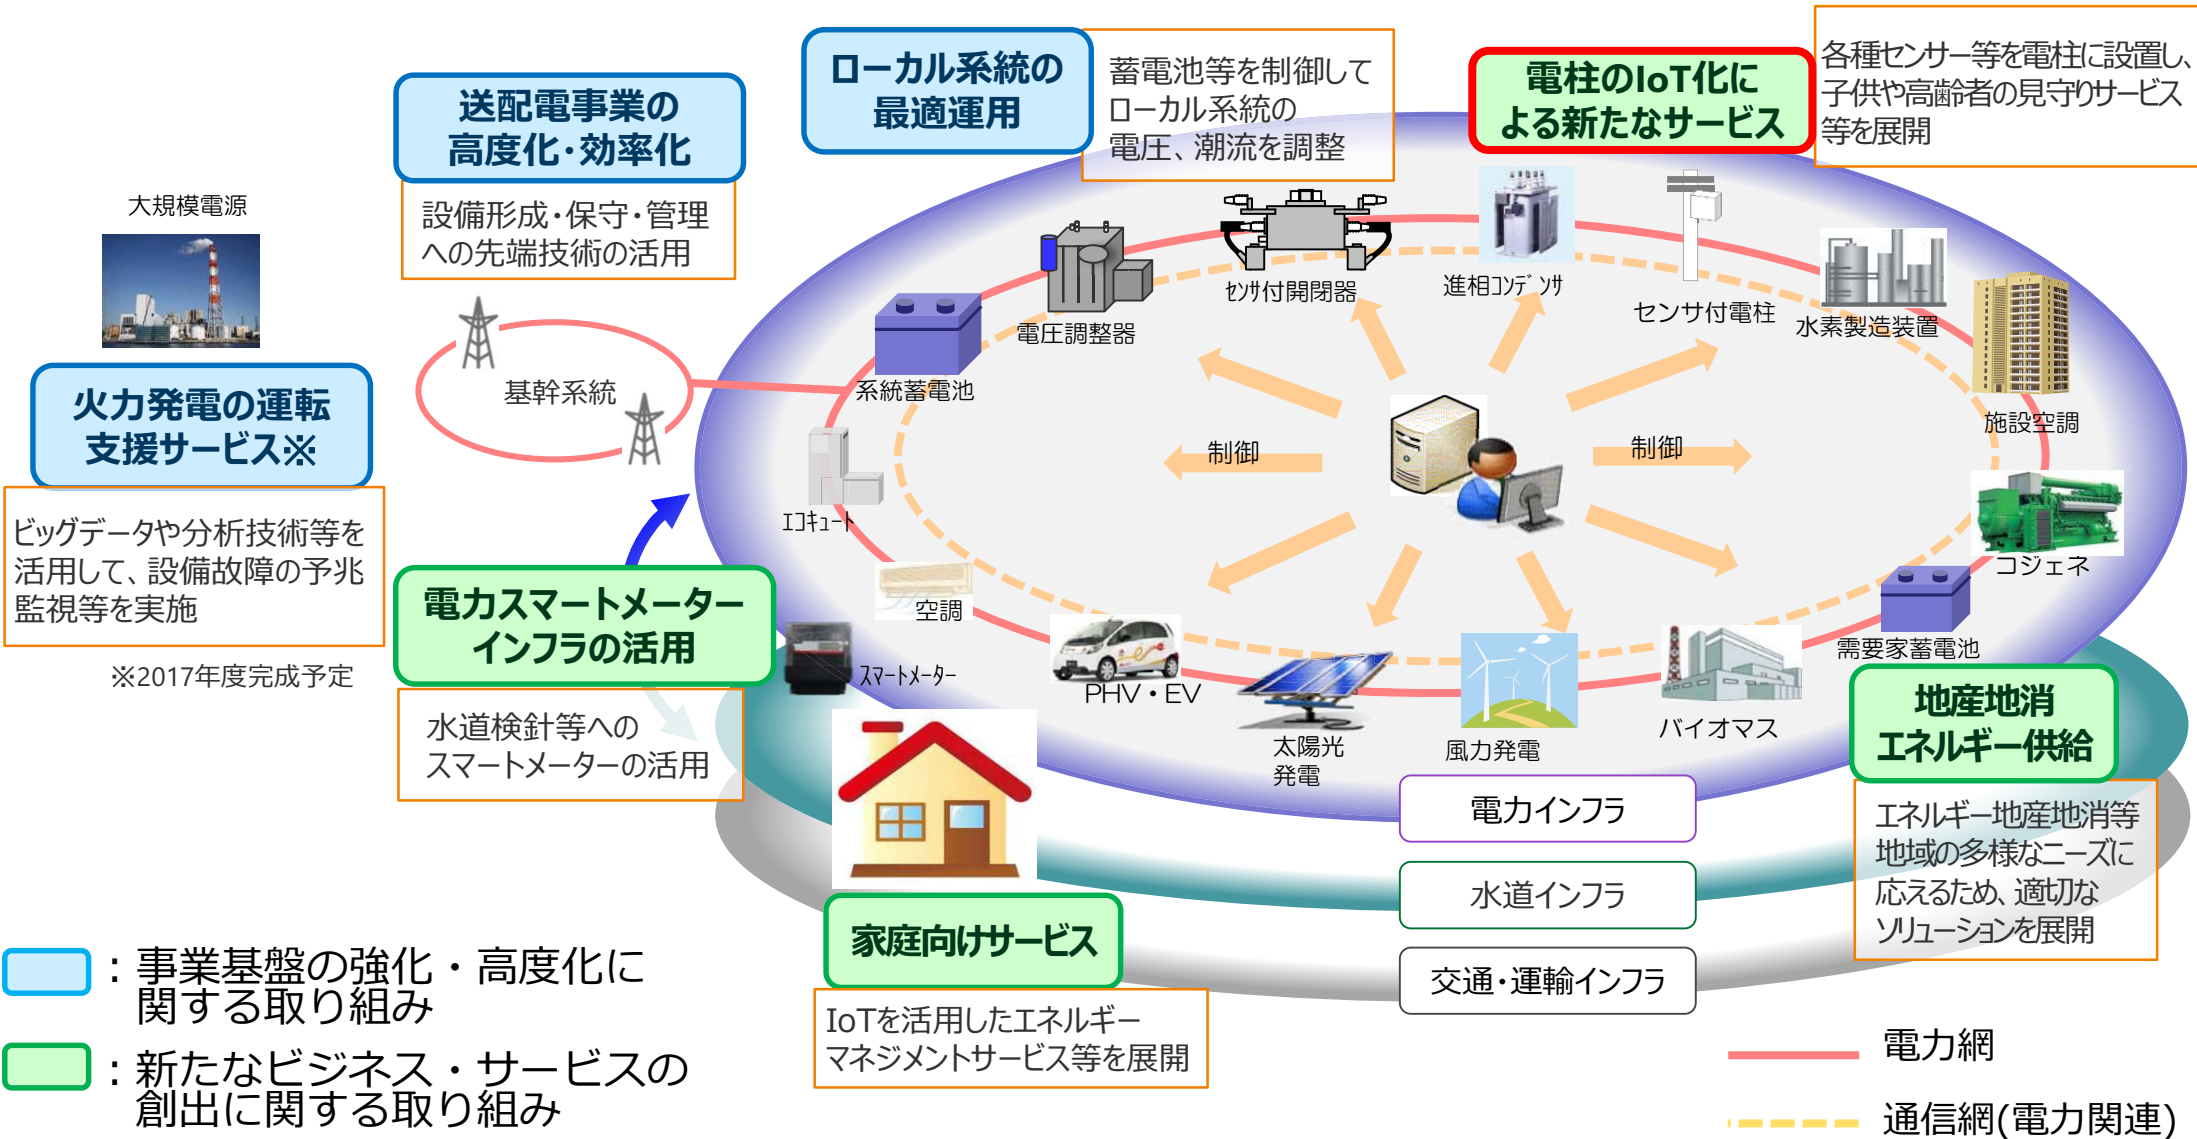 ローカル系統の
最適運用
蓄電池等を制御して
ローカル系統の
電圧、潮流を調整
電柱のIoT化に
よる新たなサービス
各種センサー等を電柱に設置し、
子供や高齢者の見守りサービス
等を展開
送配電事業の
高度化・効率化
設備形成・保守・管理
への先端技術の活用
大規模電源
火力発電の運転
支援サービス※
ビッグデータや分析技術等を
活用して、設備故障の予兆
監視等を実施
※2017年度完成予定
基幹系統
系統蓄電池
電圧調整器
センサ付開閉器
進相コンデンサ
センサ付電柱
水素製造装置
施設空調
コジェネ
需要家蓄電池
制御
制御
エコキュート
空調
スマートメーター
PHV・EV
太陽光
発電
風力発電
バイオマス
電力スマートメーター
インフラの活用
水道検針等への
スマートメーターの活用
地産地消
エネルギー供給
エネルギー地産地消等
地域の多様なニーズに
応えるため、適切な
ソリューションを展開
電力インフラ
水道インフラ
交通・運輸インフラ
家庭向けサービス
IoTを活用したエネルギー
マネジメントサービス等を展開
：事業基盤の強化・高度化に
関する取り組み
：新たなビジネス・サービスの
創出に関する取り組み
電力網
通信網(電力関連)